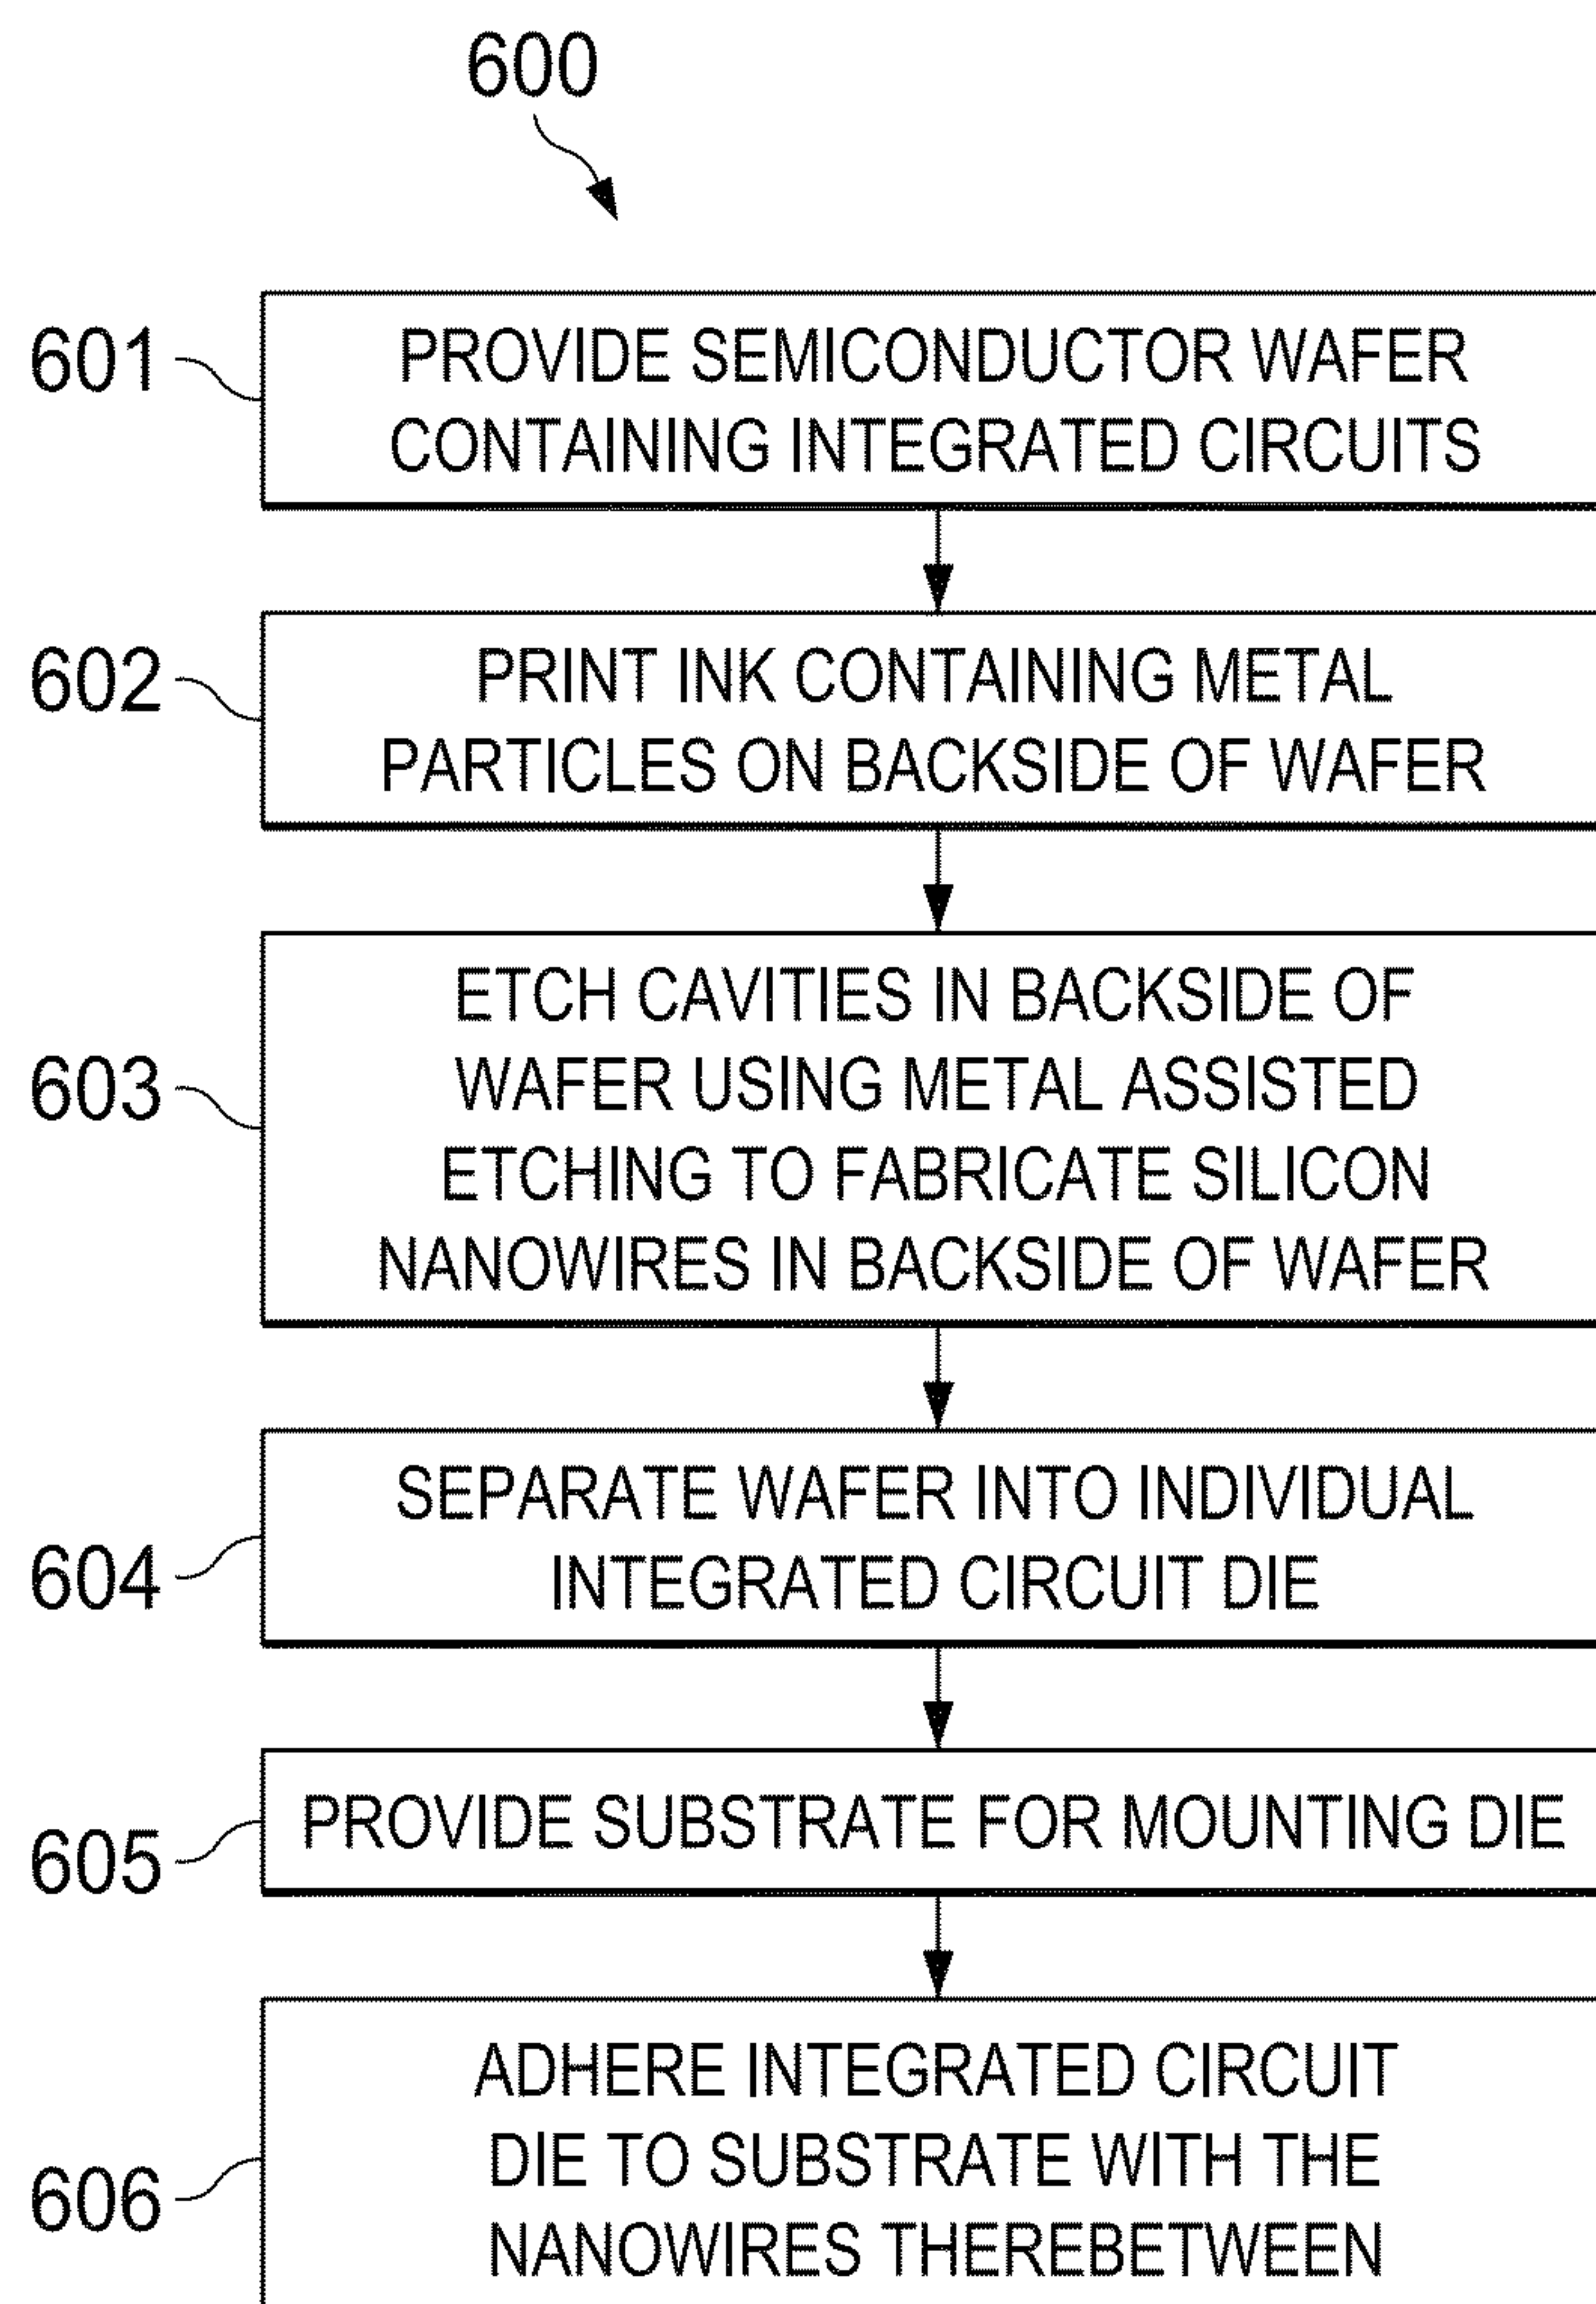 600
601
PROVIDE SEMICONDUCTOR WAFER
CONTAINING INTEGRATED CIRCUITS
602
PRINT INK CONTAINING METAL
PARTICLES ON BACKSIDE OF WAFER
603
ETCH CAVITIES IN BACKSIDE OF
WAFER USING METAL ASSISTED
ETCHING TO FABRICATE SILICON
NANOWIRES IN BACKSIDE OF WAFER
604
SEPARATE WAFER INTO INDIVIDUAL
INTEGRATED CIRCUIT DIE
605
PROVIDE SUBSTRATE FOR MOUNTING DIE
606
ADHERE INTEGRATED CIRCUIT
DIE TO SUBSTRATE WITH THE
NANOWIRES THEREBETWEEN